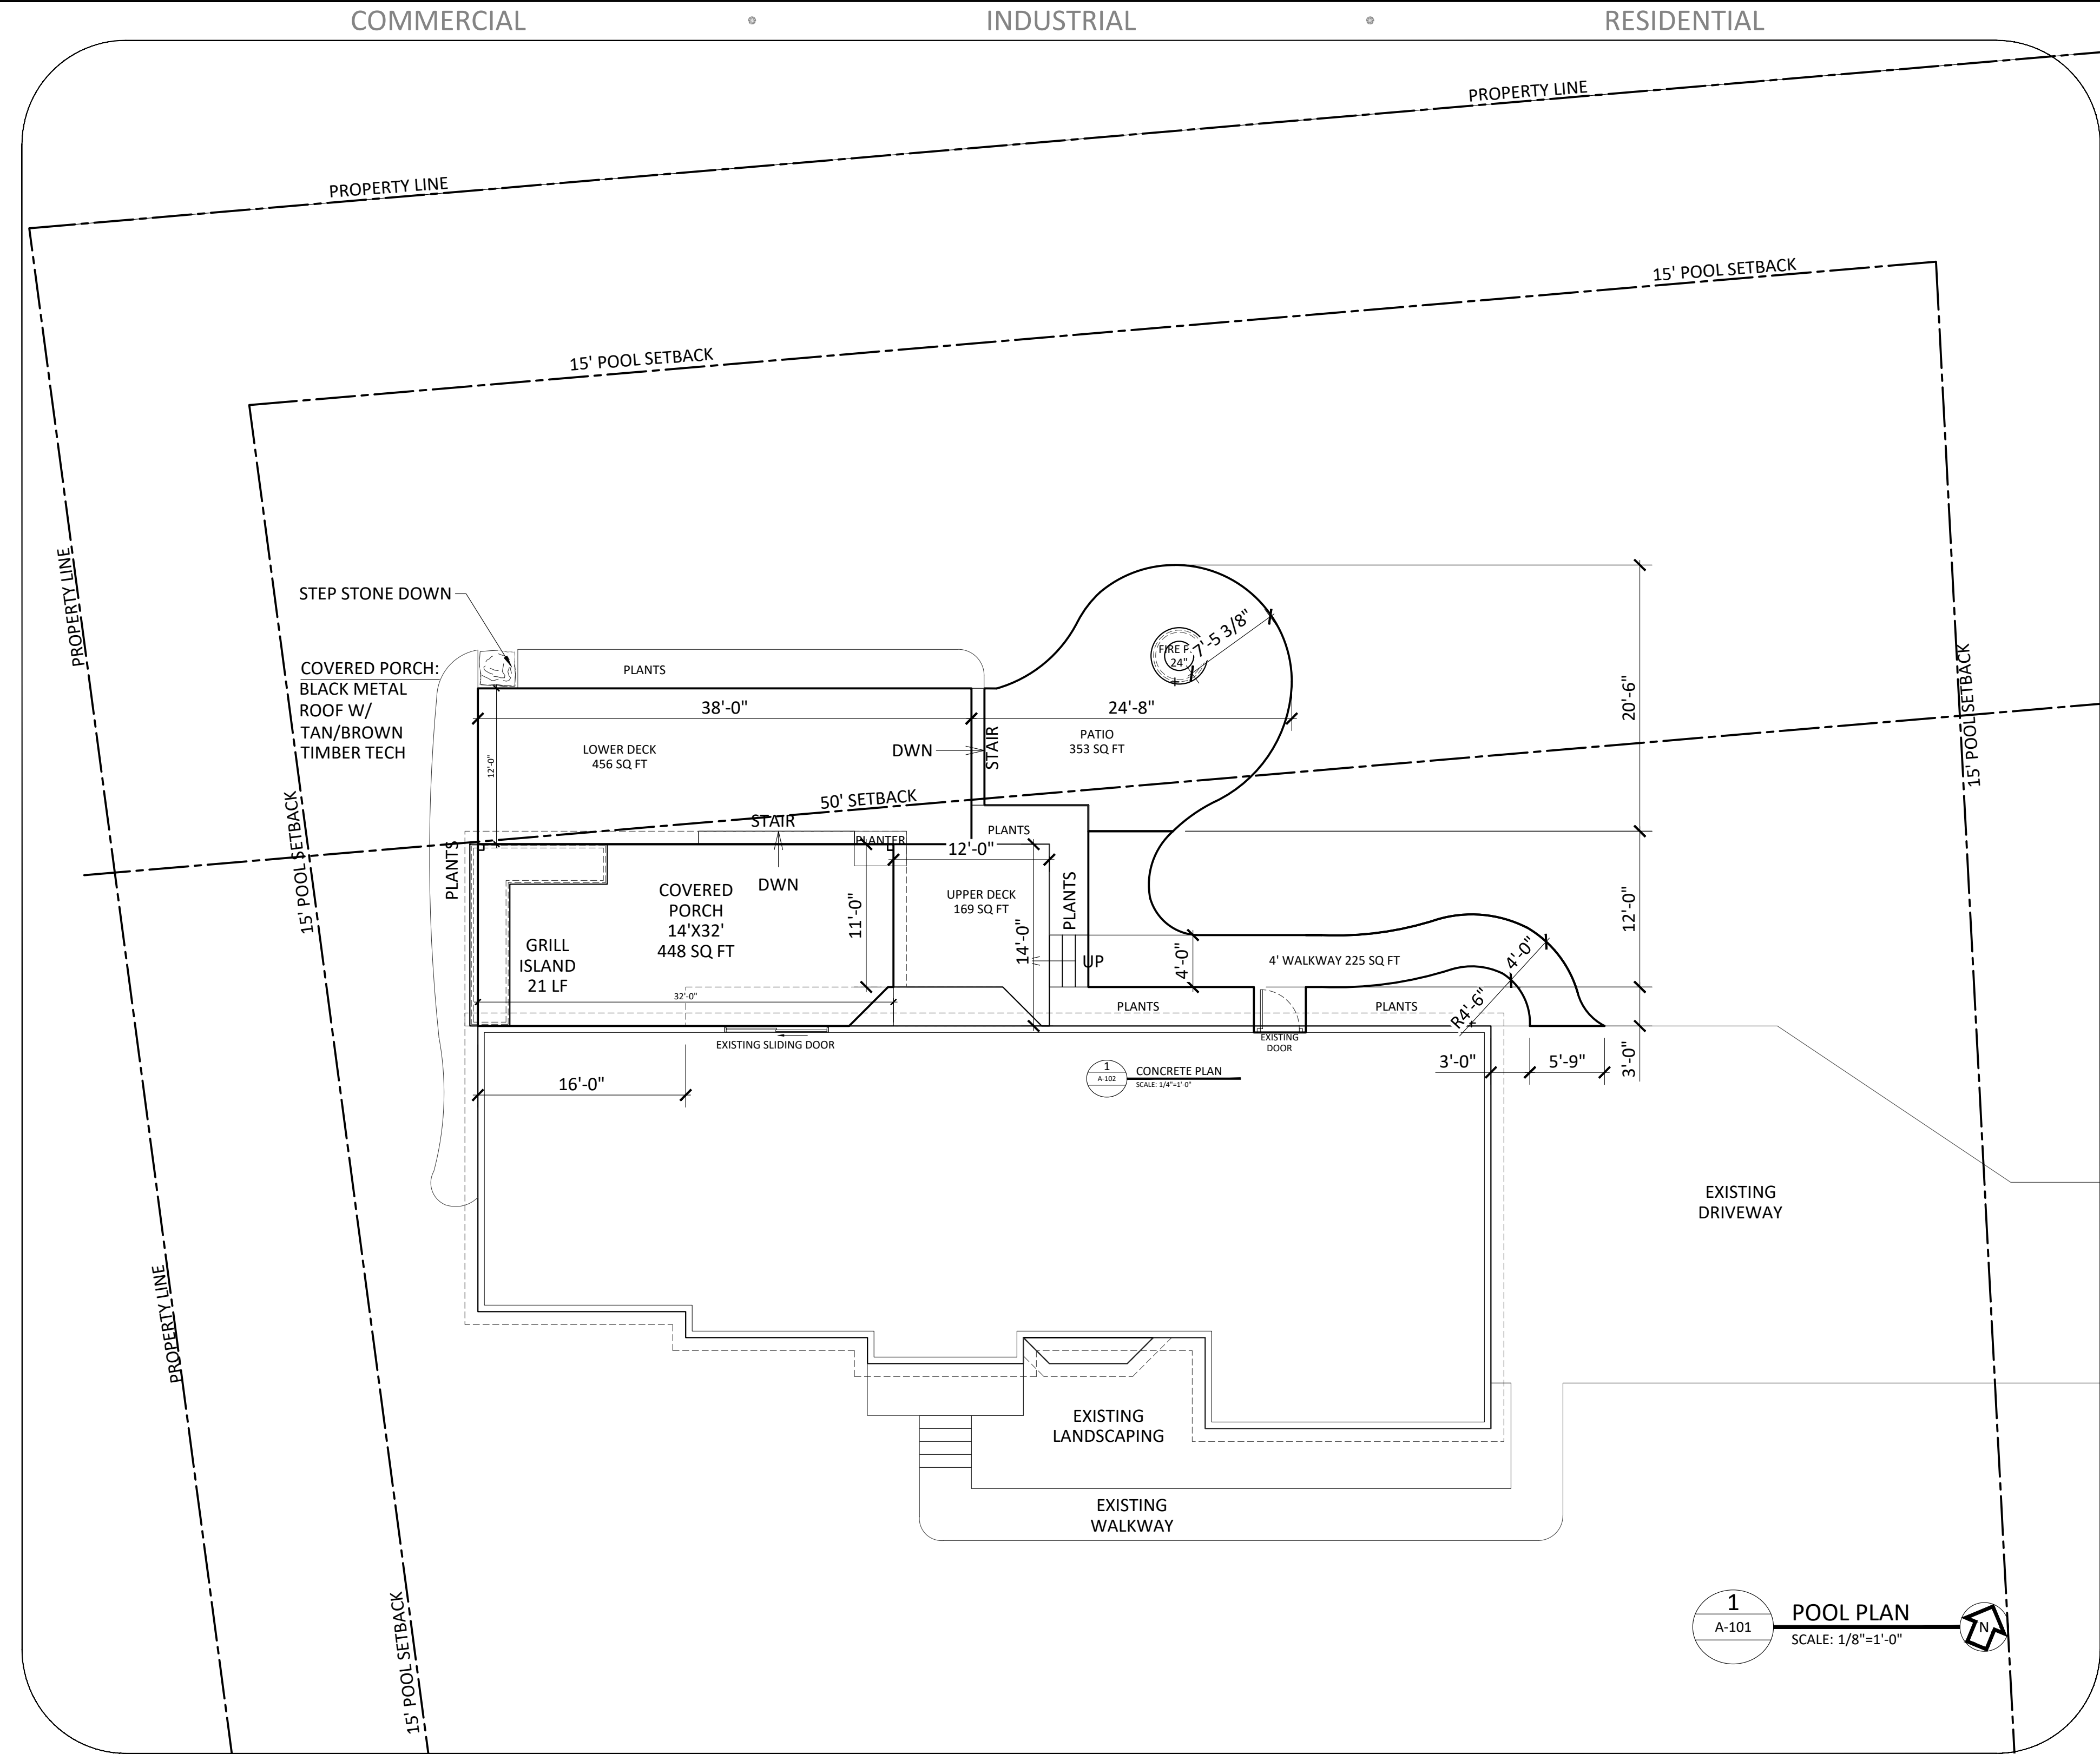 COMMERCIAL • INDUSTRIAL • RESIDENTIAL
PROPERTY LINE
PROPERTY LINE
15' POOL SETBACK
15' POOL SETBACK
PROPERTY LINE
STEP STONE DOWN
COVERED PORCH:
BLACK METAL
ROOF W/
TAN/BROWN
TIMBER TECH
PLANTS
38'-0"
24'-8"
7'-5 3/8"
24"
20'-6"
15' POOL SETBACK
LOWER DECK
456 SQ FT
12'-0"
DWN
STAIR
PATIO
353 SQ FT
50' SETBACK
15' POOL SETBACK
STAIR
PLANTER
PLANTS
12'-0"
PLANTS
COVERED
PORCH
14'X32'
448 SQ FT
DWN
11'-0"
UPPER DECK
169 SQ FT
14'-0"
PLANTS
UP
12'-0"
GRILL
ISLAND
21 LF
32'-0"
4'-0"
4' WALKWAY 225 SQ FT
4'-0"
R4'-6"
PLANTS
PLANTS
EXISTING SLIDING DOOR
EXISTING
DOOR
3'-0"
5'-9"
3'-0"
16'-0"
1
A-102
CONCRETE PLAN
SCALE: 1/4"=1'-0"
EXISTING
DRIVEWAY
PROPERTY LINE
EXISTING
LANDSCAPING
EXISTING
WALKWAY
15' POOL SETBACK
1
A-101
POOL PLAN
SCALE: 1/8"=1'-0"
N